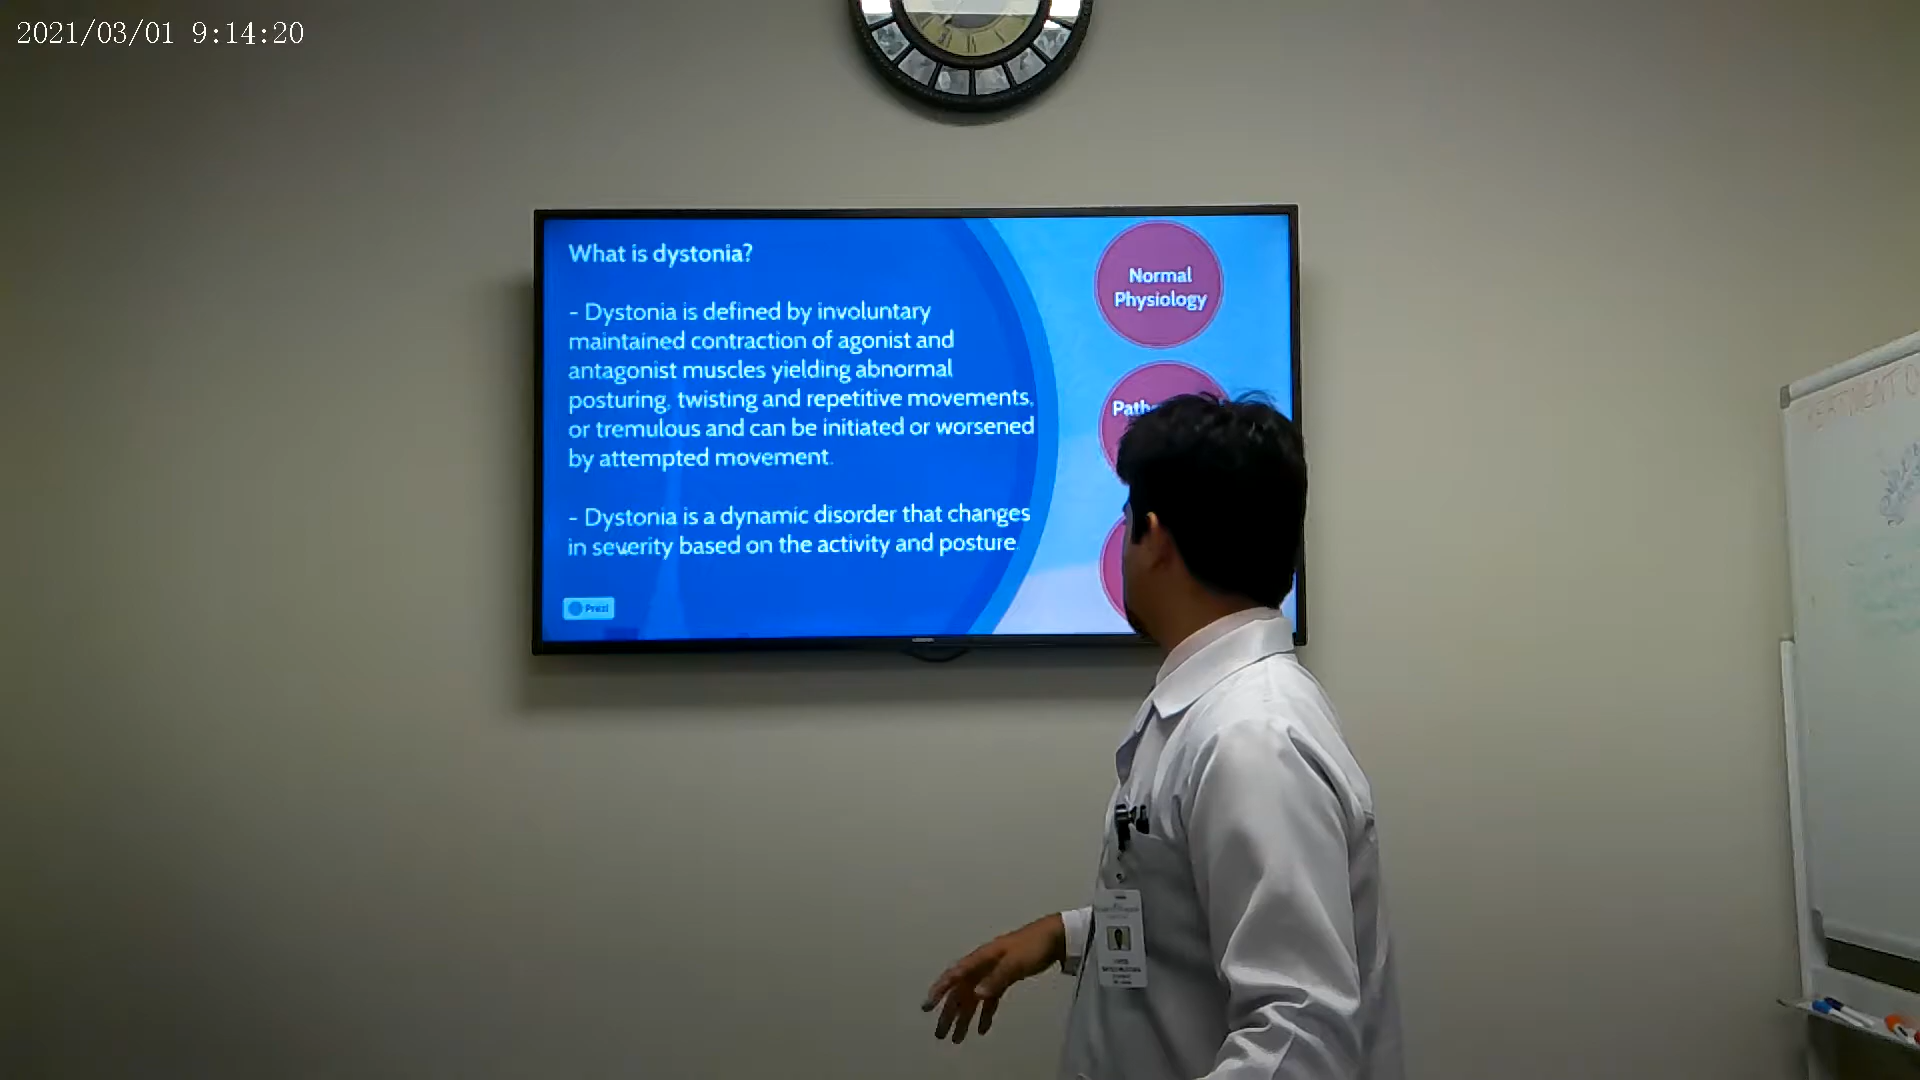 2021/03/01 9:14:20
What is dystonia?
- Dystonia is defined by involuntary
maintained contraction of agonist and
antagonist muscles yielding abnormal
posturing, twisting and repetitive movements,
or tremulous and can be initiated or worsened
by attempted movement.
- Dystonia is a dynamic disorder that changes
in severity based on the activity and posture.
Prezi
Normal
Physiology